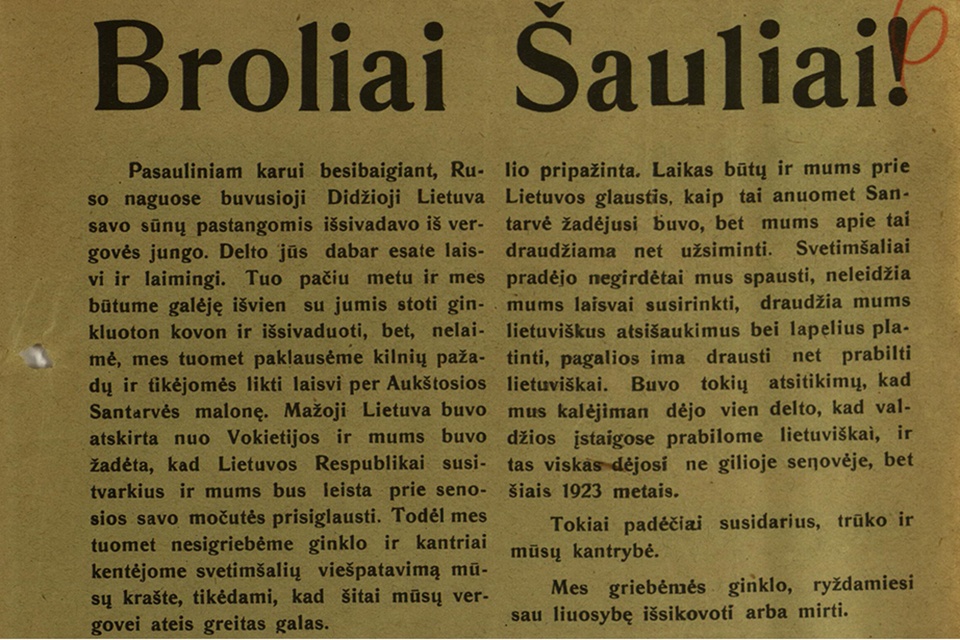 Broliai Šauliai!
Pasauliniam karui besibaigiant, Ru-
so naguose buvusioji Didžioji Lietuva
savo sūnų pastangomis išsivadavo iš ver-
govės jungo. Delto jūs dabar esate lais-
vi ir laimingi. Tuo pačiu metu ir mes
būtume galėję išvien su jumis stoti gin-
kluoton kovon ir išsivaduoti, bet, nelai-
mė, mes tuomet paklausėme kilnių paža-
dų ir tikėjomės likti laisvi per Aukštosios
Santarvės malonę. Mažoji Lietuva buvo
atskirta nuo Vokietijos ir mums buvo
žadėta, kad Lietuvos Respublikai susi-
tvarkius ir mums bus leista prie seno-
sios savo močutės prisiglausti. Todėl mes
tuomet nesigriebėme ginklo ir kantriai
kentėjome svetimšalių viešpatavimą mū-
sų krašte, tikėdami, kad šitai mūsų ver-
govei ateis greitas galas.
lio pripažinta. Laikas būtų ir mums prie
Lietuvos glaustis, kaip tai anuomet San-
tarvė žadėjusi buvo, bet mums apie tai
draudžiama net užsiminti. Svetimšaliai
pradėjo negirdėtai mus spausti, neleidžia
mums laisvai susirinkti, draudžia mums
lietuviškus atsišaukimus bei lapelius pla-
tinti, pagalios ima drausti net prabilti
lietuviškai. Buvo tokių atsitikimų, kad
mus kalėjiman dėjo vien delto, kad val-
džios įstaigose prabilome lietuviškai, ir
tas viskas dėjosi ne gilioje senovėje, bet
šiais 1923 metais.
Tokiai padėčiai susidarius, trūko ir
mūsų kantrybė.
Mes griebėmės ginklo, ryždamiesi
sau liuosybę išsikovoti arba mirti.